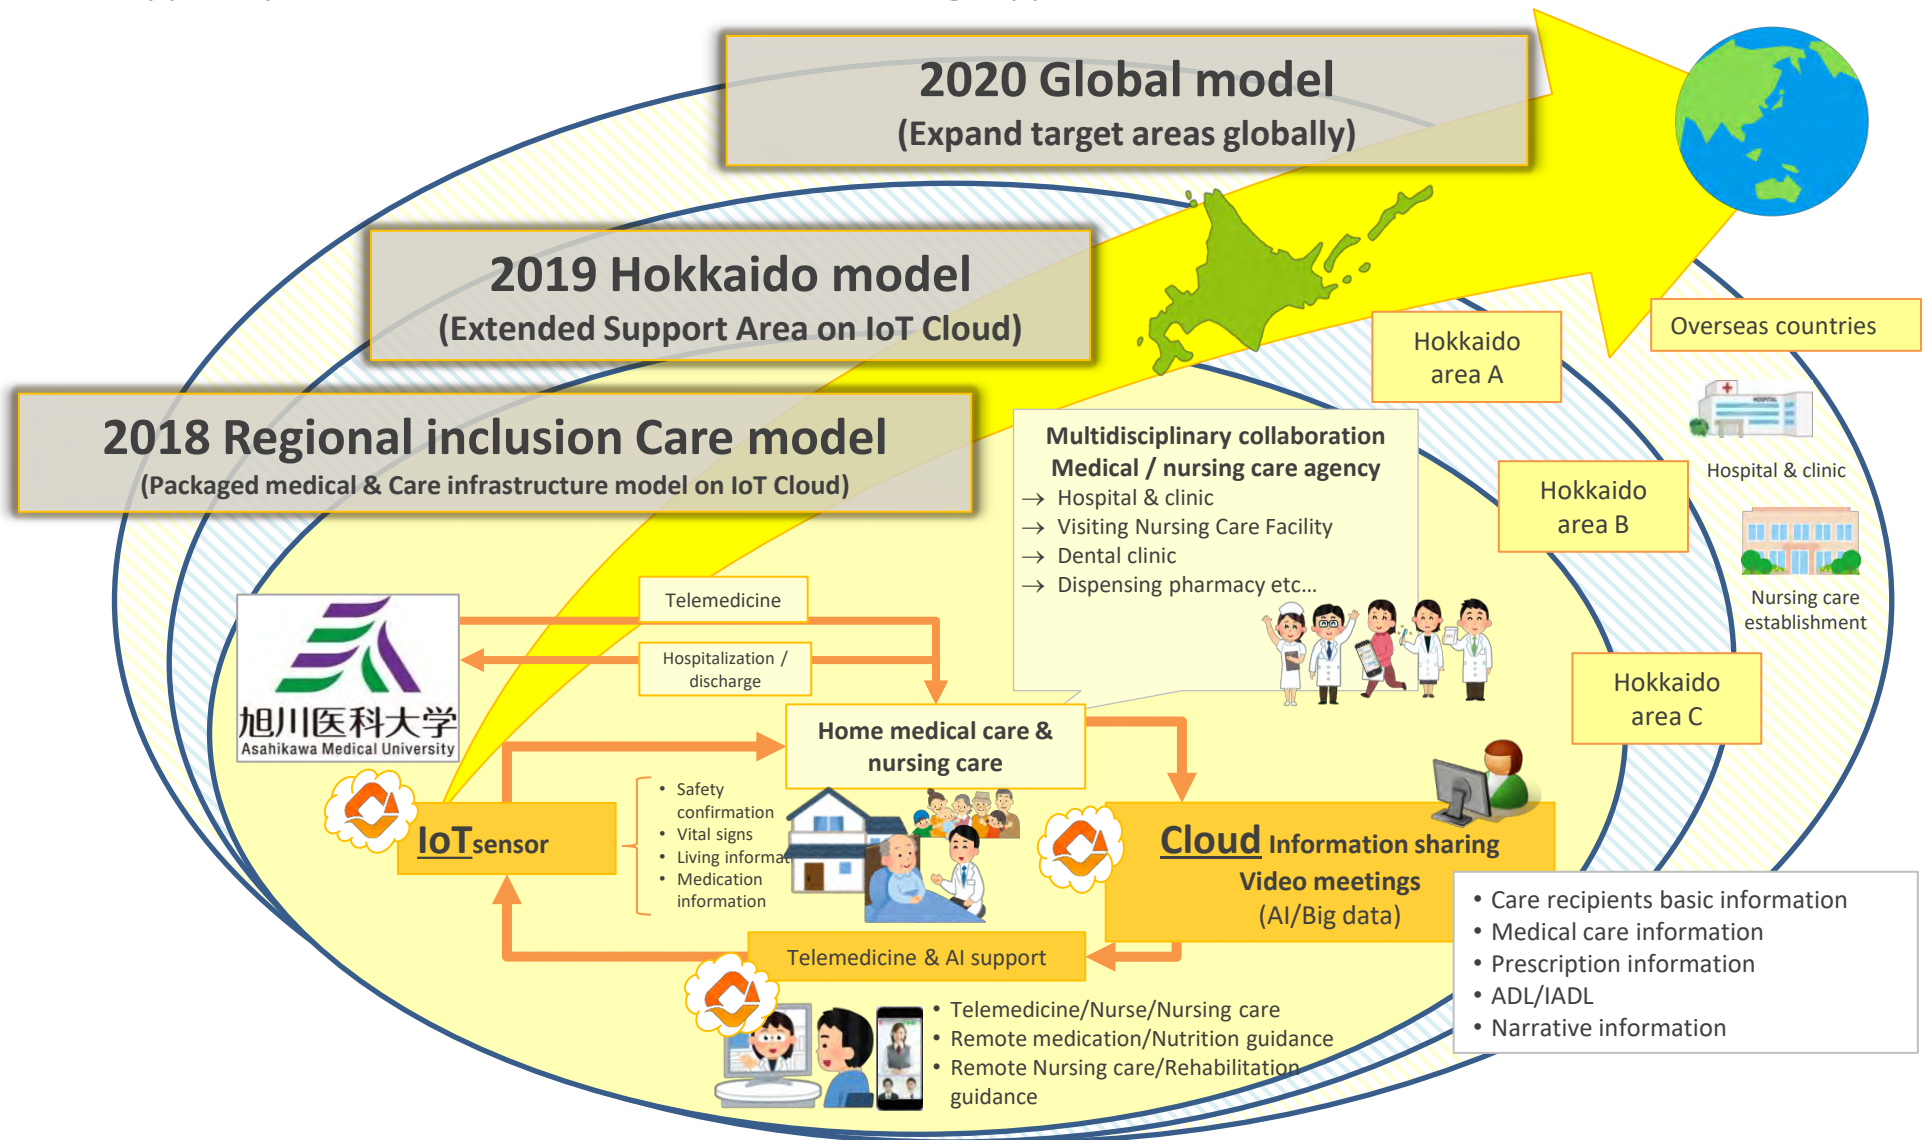 2020 Global model
(Expand target areas globally)
2019 Hokkaido model
(Extended Support Area on IoT Cloud)
2018 Regional inclusion Care model
(Packaged medical & Care infrastructure model on IoT Cloud)
Overseas countries
Hokkaido
area A
HOSPITAL
Hospital & clinic
Hokkaido
area B
Nursing care
establishment
Hokkaido
area C
Multidisciplinary collaboration
Medical / nursing care agency
→ Hospital & clinic
→ Visiting Nursing Care Facility
→ Dental clinic
→ Dispensing pharmacy etc…
Telemedicine
Hospitalization /
discharge
旭川医科大学
Asahikawa Medical University
Home medical care &
nursing care
IoTsensor
• Safety
confirmation
• Vital signs
• Living informat
• Medication
information
Cloud Information sharing
Video meetings
(AI/Big data)
• Care recipients basic information
• Medical care information
• Prescription information
• ADL/IADL
• Narrative information
Telemedicine & AI support
• Telemedicine/Nurse/Nursing care
• Remote medication/Nutrition guidance
• Remote Nursing care/Rehabilitation
guidance